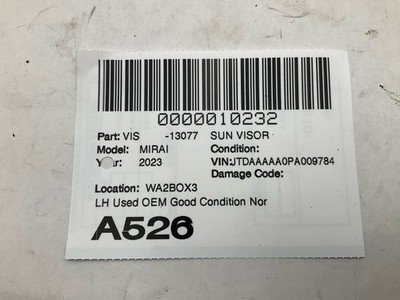 0000010232
Part: VIS -13077 SUN VISOR
Model: MIRAI Condition:
Year: 2023 VIN:JTDAAAAA0PA009784
Damage Code:
Location: WA2BOX3
LH Used OEM Good Condition Nor
A526